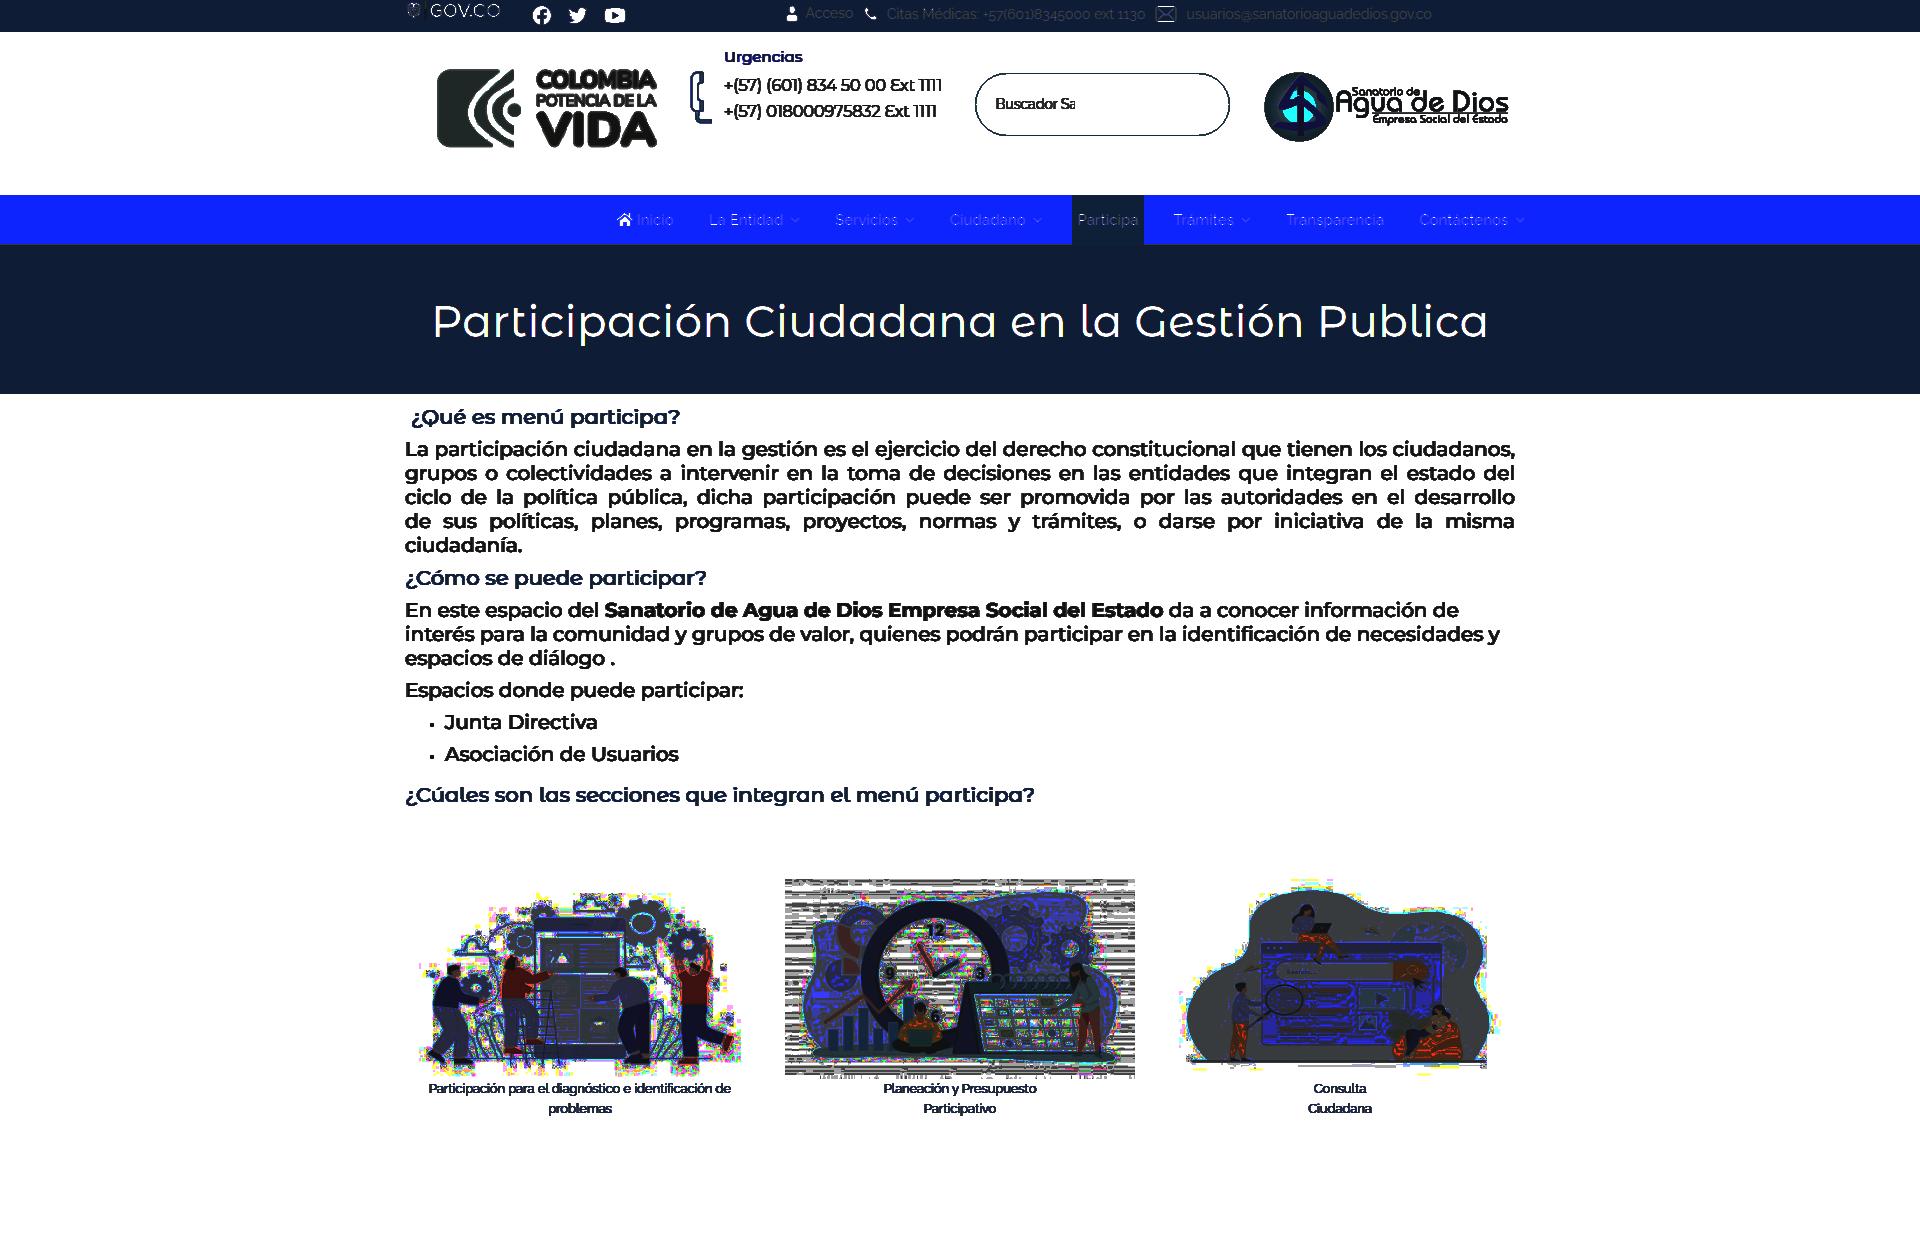 GOV.CO
Acceso
Citas Médicas: +57(601)8345000 ext 1130
usuarios@sanatorioaguadedios.gov.co
COLOMBIA
POTENCIA DE LA
VIDA
Urgencias
+(57) (601) 834 50 00 Ext 1111
+(57) 018000975832 Ext 1111
Buscador Sa
Sanatorio de
Agua de Dios
Empresa Social del Estado
Inicio
La Entidad
Servicios
Ciudadano
Participa
Trámites
Transparencia
Contáctenos
Participación Ciudadana en la Gestión Publica
¿Qué es menú participa?
La participación ciudadana en la gestión es el ejercicio del derecho constitucional que tienen los ciudadanos,
grupos o colectividades a intervenir en la toma de decisiones en las entidades que integran el estado del
ciclo de la política pública, dicha participación puede ser promovida por las autoridades en el desarrollo
de sus políticas, planes, programas, proyectos, normas y trámites, o darse por iniciativa de la misma
ciudadanía.
¿Cómo se puede participar?
En este espacio del Sanatorio de Agua de Dios Empresa Social del Estado da a conocer información de
interés para la comunidad y grupos de valor, quienes podrán participar en la identificación de necesidades y
espacios de diálogo .
Espacios donde puede participar:
• Junta Directiva
• Asociación de Usuarios
¿Cúales son las secciones que integran el menú participa?
12
9
3
6
Participación para el diagnóstico e identificación de
problemas
Planeación y Presupuesto
Participativo
Consulta
Ciudadana